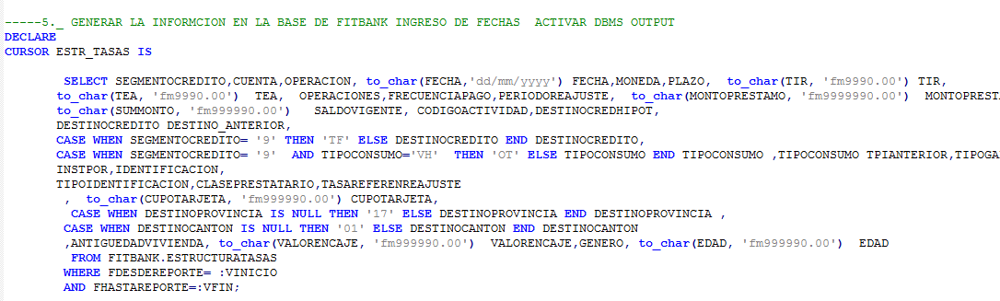 -----5._ GENERAR LA INFORMCION EN LA BASE DE FITBANK INGRESO DE FECHAS  ACTIVAR DBMS OUTPUT
DECLARE
CURSOR ESTR_TASAS IS
SELECT SEGMENTOCREDITO,CUENTA,OPERACION, to_char(FECHA,'dd/mm/yyyy') FECHA,MONEDA,PLAZO,  to_char(TIR, 'fm9990.00') TIR,
to_char(TEA, 'fm9990.00')  TEA,  OPERACIONES,FRECUENCIAPAGO,PERIODOREAJUSTE,  to_char(MONTOPRESTAMO, 'fm9999990.00')  MONTOPREST
to_char(SUMMONTO, 'fm999990.00')   SALDOVIGENTE, CODIGOACTIVIDAD,DESTINOCREDHIPOT,
DESTINOCREDITO DESTINO_ANTERIOR,
CASE WHEN SEGMENTOCREDITO= '9' THEN 'TF' ELSE DESTINOCREDITO END DESTINOCREDITO,
CASE WHEN SEGMENTOCREDITO= '9'  AND TIPOCONSUMO='VH'  THEN 'OT' ELSE TIPOCONSUMO END TIPOCONSUMO ,TIPOCONSUMO TPIANTERIOR,TIPOGA
INSTPOR,IDENTIFICACION,
TIPOIDENTIFICACION,CLASEPRESTATARIO,TASAREFERENREAJUSTE
,  to_char(CUPOTARJETA, 'fm999990.00') CUPOTARJETA,
CASE WHEN DESTINOPROVINCIA IS NULL THEN '17' ELSE DESTINOPROVINCIA END DESTINOPROVINCIA ,
CASE WHEN DESTINOCANTON IS NULL THEN '01' ELSE DESTINOCANTON END DESTINOCANTON
,ANTIGUEDADVIVIENDA, to_char(VALORENCAJE, 'fm999990.00')  VALORENCAJE,GENERO, to_char(EDAD, 'fm999990.00')  EDAD
FROM FITBANK.ESTRUCTURATASAS
WHERE FDESDEREPORTE= :VINICIO
AND FHASTAREPORTE=:VFIN;